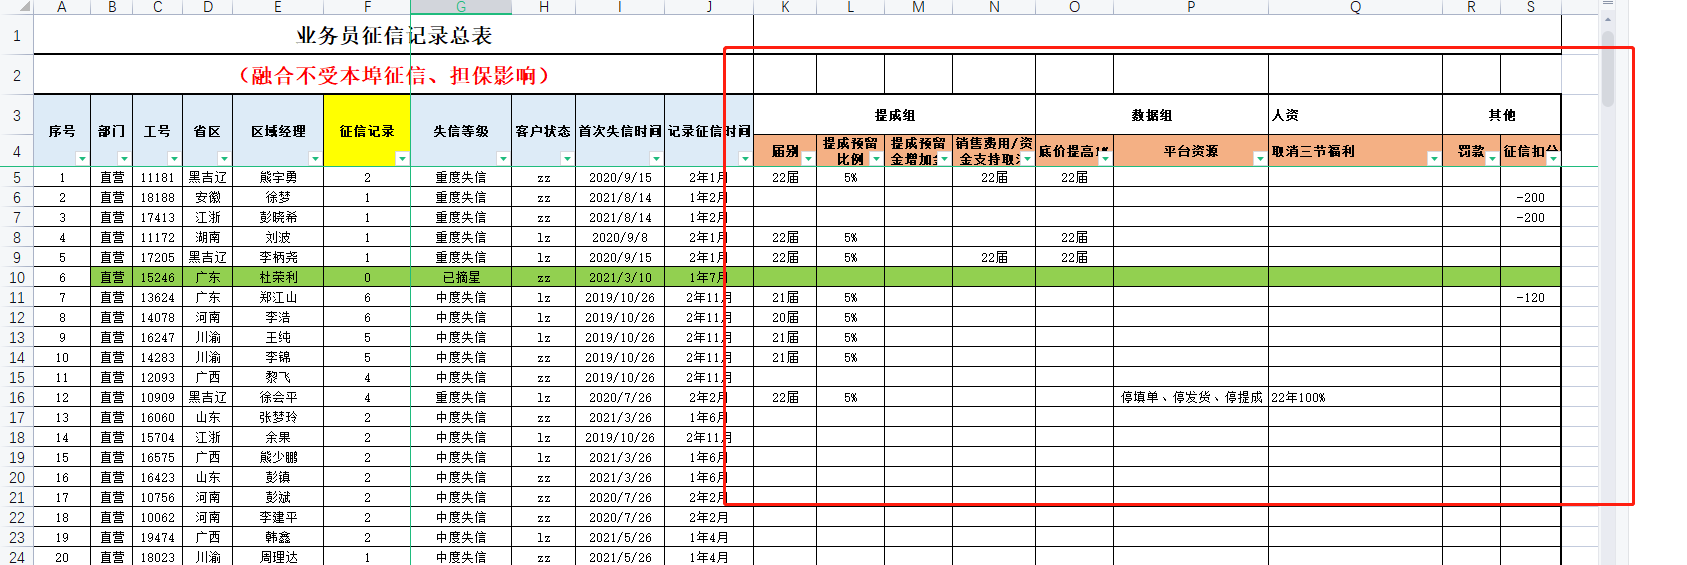 A B C D E F G H I J K L M N O P Q R S
1 业务员征信记录总表
2 （融合不受本埠征信、担保影响）
3 序号 部门 工号 省区 区域经理 征信记录 失信等级 客户状态 首次失信时间 记录征信时间 提成组 数据组 人资 其他
4 届别 提成预留比例 提成预留金增加 销售费用/资金支持取 底价提高1 平台资源 取消三节福利 罚款 征信扣
5 1 直营 11181 黑吉辽 熊宇勇 2 重度失信 zz 2020/9/15 2年1月 22届 5% 22届 22届
6 2 直营 18188 安徽 徐梦 1 重度失信 zz 2021/8/14 1年2月 -200
7 3 直营 17413 江浙 彭晓希 1 重度失信 zz 2021/8/14 1年2月 -200
8 4 直营 11172 湖南 刘波 1 重度失信 lz 2020/9/8 2年1月 22届 5% 22届
9 5 直营 17205 黑吉辽 李柄尧 1 重度失信 lz 2020/9/15 2年1月 22届 5% 22届 22届
10 6 直营 15246 广东 杜荣利 0 已摘星 zz 2021/3/10 1年7月
11 7 直营 13624 广东 郑江山 6 中度失信 lz 2019/10/26 2年11月 21届 5% -120
12 8 直营 14078 河南 李浩 6 中度失信 lz 2019/10/26 2年11月 20届 5%
13 9 直营 16247 川渝 王纯 5 中度失信 lz 2019/10/26 2年11月 21届 5%
14 10 直营 14283 川渝 李锦 5 中度失信 zz 2019/10/26 2年11月 21届 5%
15 11 直营 12093 广西 黎飞 4 中度失信 zz 2019/10/26 2年11月
16 12 直营 10909 黑吉辽 徐会平 4 重度失信 lz 2020/7/26 2年2月 22届 5% 停填单、停发货、停提成 22年100%
17 13 直营 16060 山东 张梦玲 2 中度失信 zz 2021/3/26 1年6月
18 14 直营 15704 江浙 余果 2 中度失信 lz 2019/10/26 2年11月
19 15 直营 16575 广西 熊少鹏 2 中度失信 lz 2021/3/26 1年6月
20 16 直营 16423 山东 彭镇 2 中度失信 zz 2021/3/26 1年6月
21 17 直营 10756 河南 彭斌 2 中度失信 zz 2020/7/26 2年2月
22 18 直营 10062 河南 李建平 2 中度失信 zz 2020/7/26 2年2月
23 19 直营 19474 广西 韩鑫 2 中度失信 lz 2021/5/26 1年4月
24 20 直营 18023 川渝 周理达 1 中度失信 zz 2021/5/26 1年4月